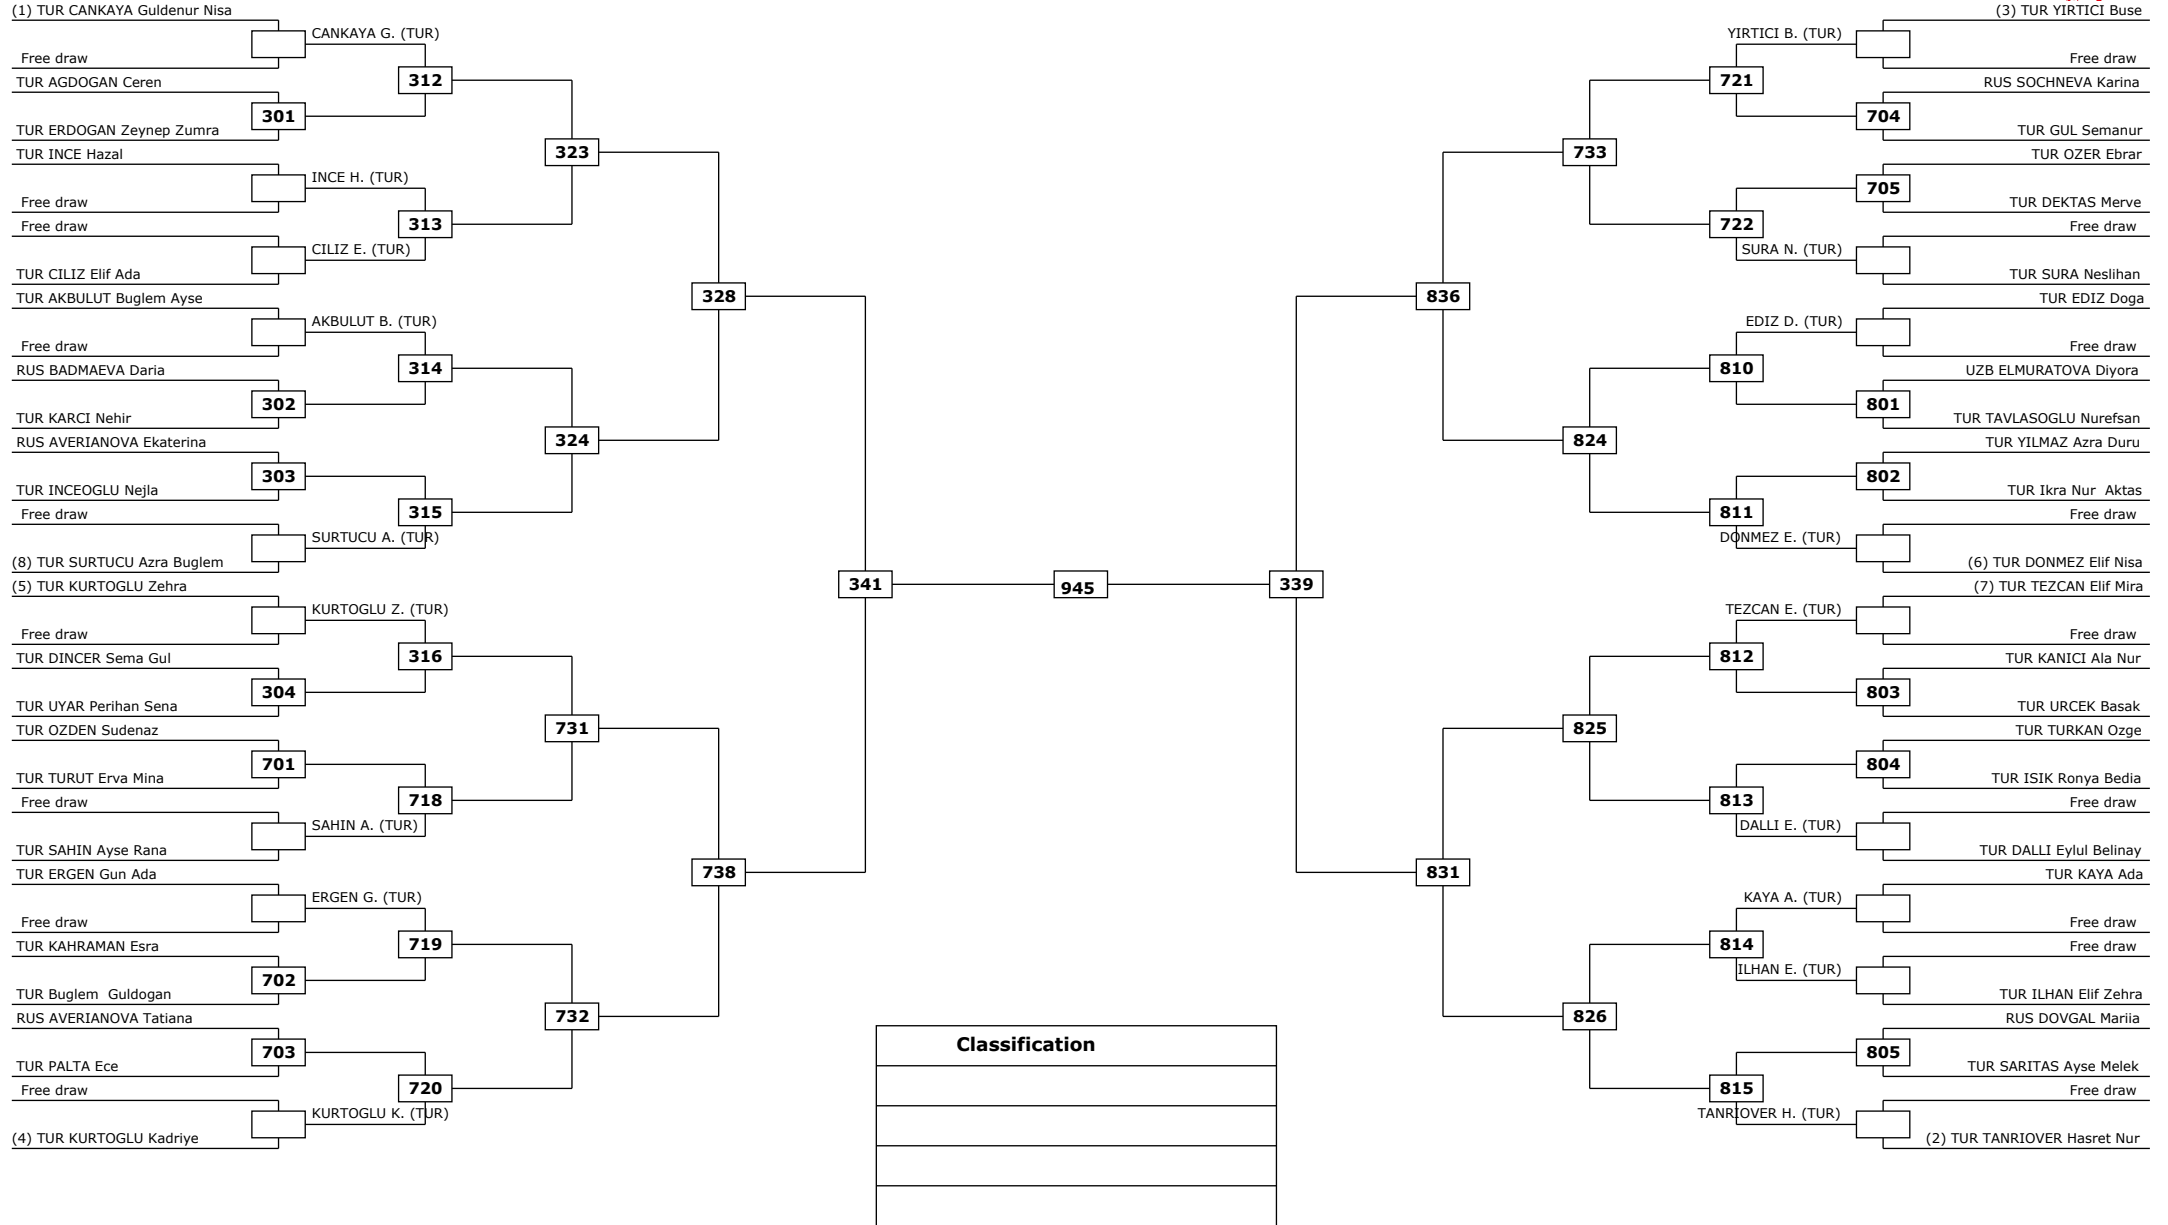 (1) TUR CANKAYA Guldenur Nisa
CANKAYA G. (TUR)
Free draw
312
TUR AGDOGAN Ceren
301
TUR ERDOGAN Zeynep Zumra
323
TUR INCE Hazal
INCE H. (TUR)
Free draw
313
Free draw
CILIZ E. (TUR)
TUR CILIZ Elif Ada
328
TUR AKBULUT Buglem Ayse
AKBULUT B. (TUR)
Free draw
314
RUS BADMAEVA Daria
302
TUR KARCI Nehir
324
RUS AVERIANOVA Ekaterina
303
TUR INCEOGLU Nejla
315
Free draw
SURTUCU A. (TUR)
(8) TUR SURTUCU Azra Buglem
341
(5) TUR KURTOGLU Zehra
KURTOGLU Z. (TUR)
Free draw
316
TUR DINCER Sema Gul
304
TUR UYAR Perihan Sena
731
TUR OZDEN Sudenaz
701
TUR TURUT Erva Mina
718
Free draw
SAHIN A. (TUR)
TUR SAHIN Ayse Rana
738
TUR ERGEN Gun Ada
ERGEN G. (TUR)
Free draw
719
TUR KAHRAMAN Esra
702
TUR Buglem  Guldogan
732
RUS AVERIANOVA Tatiana
703
TUR PALTA Ece
720
Free draw
KURTOGLU K. (TUR)
(4) TUR KURTOGLU Kadriye
945
(3) TUR YIRTICI Buse
YIRTICI B. (TUR)
Free draw
721
RUS SOCHNEVA Karina
704
TUR GUL Semanur
733
TUR OZER Ebrar
705
TUR DEKTAS Merve
722
Free draw
SURA N. (TUR)
TUR SURA Neslihan
836
TUR EDIZ Doga
EDIZ D. (TUR)
Free draw
810
UZB ELMURATOVA Diyora
801
TUR TAVLASOGLU Nurefsan
824
TUR YILMAZ Azra Duru
802
TUR Ikra Nur  Aktas
811
Free draw
DONMEZ E. (TUR)
(6) TUR DONMEZ Elif Nisa
339
(7) TUR TEZCAN Elif Mira
TEZCAN E. (TUR)
Free draw
812
TUR KANICI Ala Nur
803
TUR URCEK Basak
825
TUR TURKAN Ozge
804
TUR ISIK Ronya Bedia
813
Free draw
DALLI E. (TUR)
TUR DALLI Eylul Belinay
831
TUR KAYA Ada
KAYA A. (TUR)
Free draw
814
Free draw
ILHAN E. (TUR)
TUR ILHAN Elif Zehra
826
RUS DOVGAL Mariia
805
TUR SARITAS Ayse Melek
815
Free draw
TANRIOVER H. (TUR)
(2) TUR TANRIOVER Hasret Nur
Classification